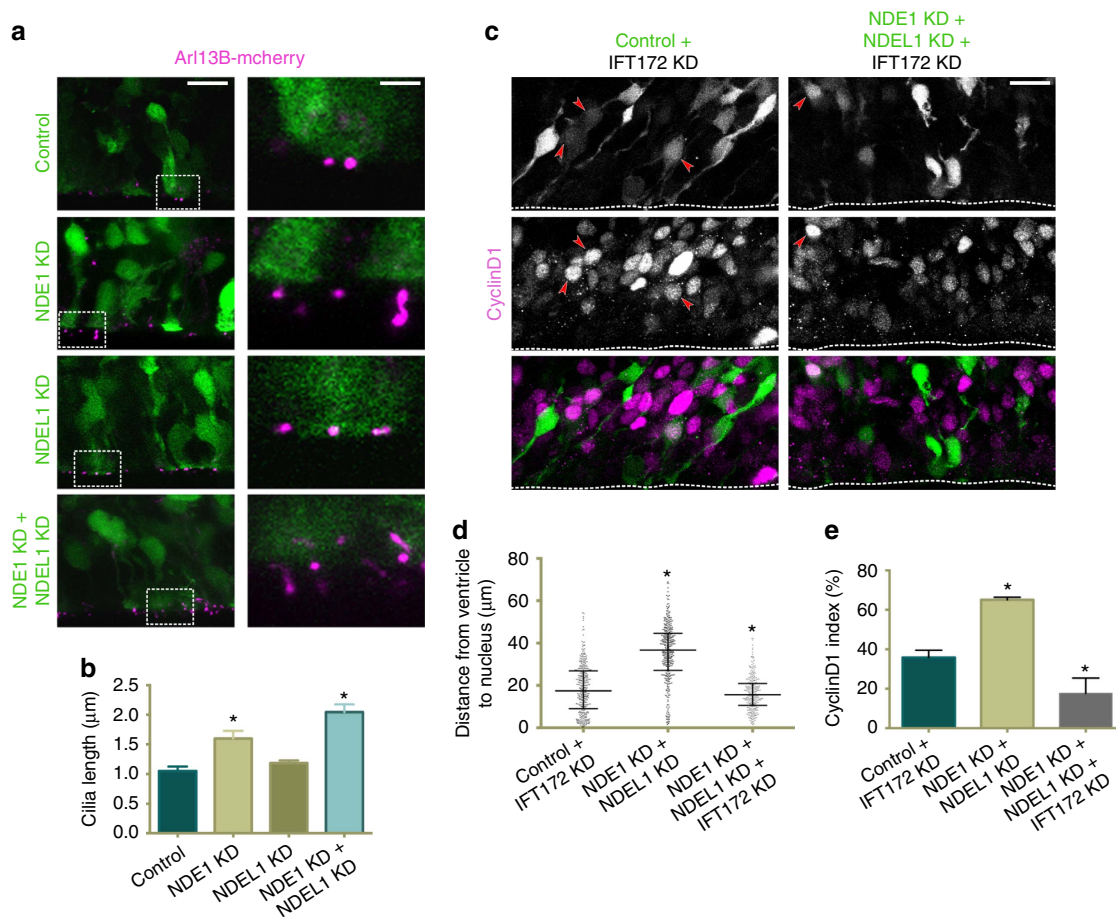 a
Arl13B-mcherry
Control
NDE1 KD
NDEL1 KD
NDE1 KD +
NDEL1 KD
b
Cilia length (μm)
2.5
2.0
1.5
1.0
0.5
0.0
*
*
Control
NDE1 KD
NDEL1 KD
NDE1 KD +
NDEL1 KD
c
Control +
IFT172 KD
NDE1 KD +
NDEL1 KD +
IFT172 KD
CyclinD1
d
Distance from ventricle
to nucleus (μm)
80
60
40
20
0
*
*
Control +
IFT172 KD
NDE1 KD +
NDEL1 KD
NDE1 KD +
NDEL1 KD +
IFT172 KD
e
CyclinD1 index (%)
80
60
40
20
0
*
*
Control +
IFT172 KD
NDE1 KD +
NDEL1 KD
NDE1 KD +
NDEL1 KD +
IFT172 KD